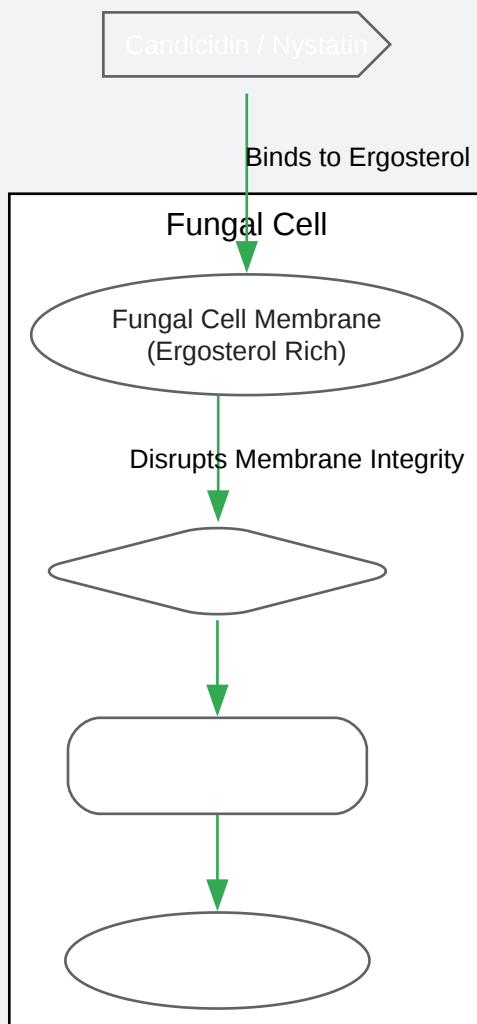 Candicidin / Nystatin
Binds to Ergosterol
Fungal Cell
Fungal Cell Membrane
(Ergosterol Rich)
Disrupts Membrane Integrity